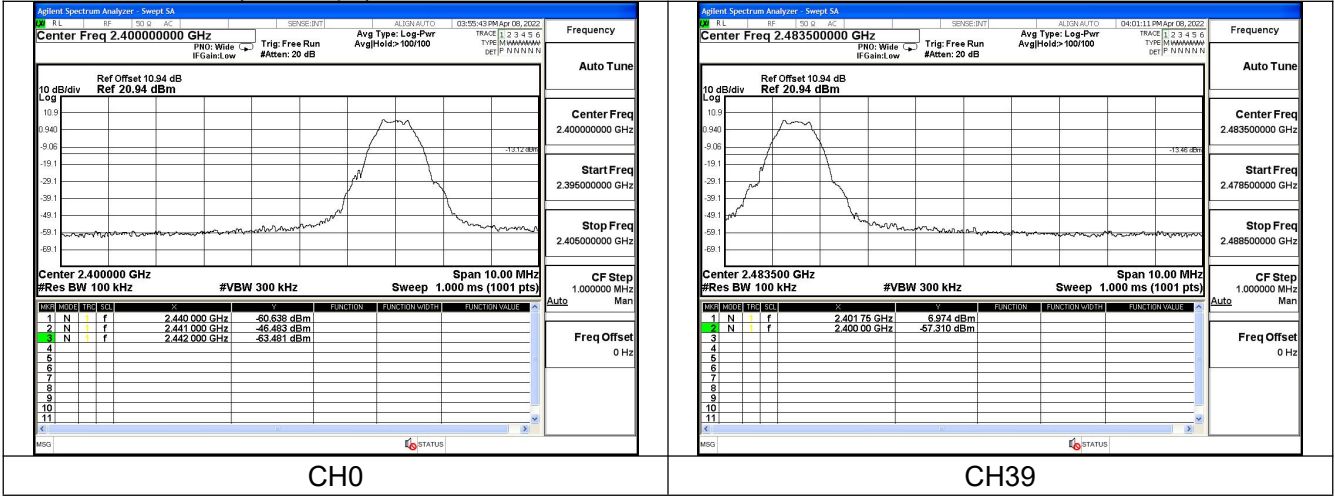 Agilent Spectrum Analyzer - Swept SA
RL RF 50 Ω AC SENSE:INT ALIGN AUTO 03:55:43 PM Apr 08, 2022
Center Freq 2.400000000 GHz
PNO: Wide
IFGain:Low
Trig: Free Run
#Atten: 20 dB
Avg Type: Log-Pwr
Avg|Hold:>100/100
TRACE 1 2 3 4 5 6
TYPE M
DET P N N N N N
Ref Offset 10.94 dB
10 dB/div Ref 20.94 dBm
Log
10.9
0.940
-9.06
-19.1
-29.1
-39.1
-49.1
-59.1
-69.1
-13.12 dBm
Center 2.400000 GHz Span 10.00 MHz
#Res BW 100 kHz #VBW 300 kHz Sweep 1.000 ms (1001 pts)
MKR MODE TRC SCL X Y FUNCTION FUNCTION WIDTH FUNCTION VALUE
1 N 1 f 2.440 000 GHz -60.638 dBm
2 N 1 f 2.441 000 GHz -46.483 dBm
3 N 1 f 2.442 000 GHz -63.481 dBm
4
5
6
7
8
9
10
11
MSG STATUS
Frequency
Auto Tune
Center Freq
2.400000000 GHz
Start Freq
2.395000000 GHz
Stop Freq
2.405000000 GHz
CF Step
1.000000 MHz
Auto Man
Freq Offset
0 Hz
CH0
Agilent Spectrum Analyzer - Swept SA
RL RF 50 Ω AC SENSE:INT ALIGN AUTO 04:01:11 PM Apr 08, 2022
Center Freq 2.483500000 GHz
PNO: Wide
IFGain:Low
Trig: Free Run
#Atten: 20 dB
Avg Type: Log-Pwr
Avg|Hold:>100/100
TRACE 1 2 3 4 5 6
TYPE M
DET P N N N N N
Ref Offset 10.94 dB
10 dB/div Ref 20.94 dBm
Log
10.9
0.940
-9.06
-19.1
-29.1
-39.1
-49.1
-59.1
-69.1
-13.46 dBm
Center 2.483500 GHz Span 10.00 MHz
#Res BW 100 kHz #VBW 300 kHz Sweep 1.000 ms (1001 pts)
MKR MODE TRC SCL X Y FUNCTION FUNCTION WIDTH FUNCTION VALUE
1 N 1 f 2.401 75 GHz 6.974 dBm
2 N 1 f 2.400 00 GHz -57.310 dBm
3
4
5
6
7
8
9
10
11
MSG STATUS
Frequency
Auto Tune
Center Freq
2.483500000 GHz
Start Freq
2.478500000 GHz
Stop Freq
2.488500000 GHz
CF Step
1.000000 MHz
Auto Man
Freq Offset
0 Hz
CH39